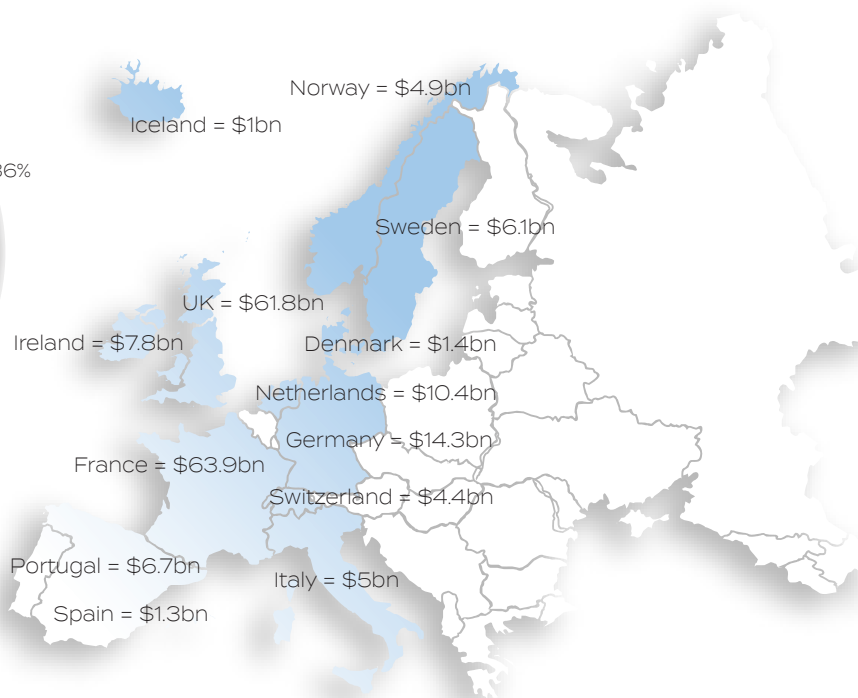 Norway = $4.9bn
Iceland = $1bn
36%
Sweden = $6.1bn
UK = $61.8bn
Ireland = $7.8bn
Denmark = $1.4bn
Netherlands = $10.4bn
Germany = $14.3bn
France = $63.9bn
Switzerland = $4.4bn
Portugal = $6.7bn
Italy = $5bn
Spain = $1.3bn